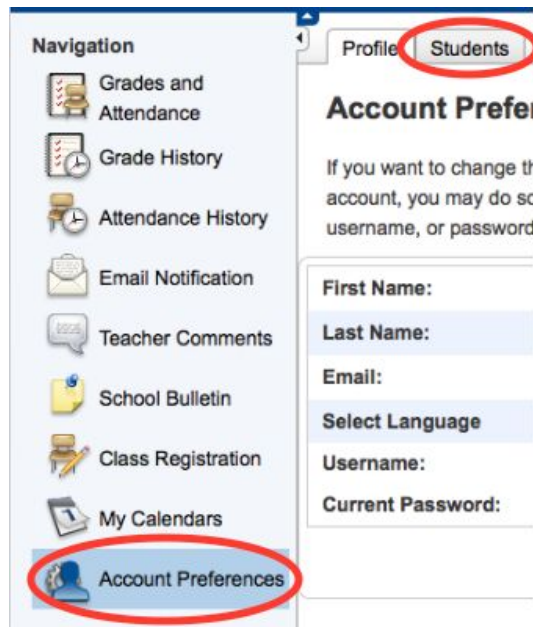 Navigation
Grades and
Attendance
Grade History
Attendance History
Email Notification
Teacher Comments
School Bulletin
Class Registration
My Calendars
Account Preferences
Profile
Students
Account Prefer
If you want to change th
account, you may do so
username, or password
First Name:
Last Name:
Email:
Select Language
Username:
Current Password: